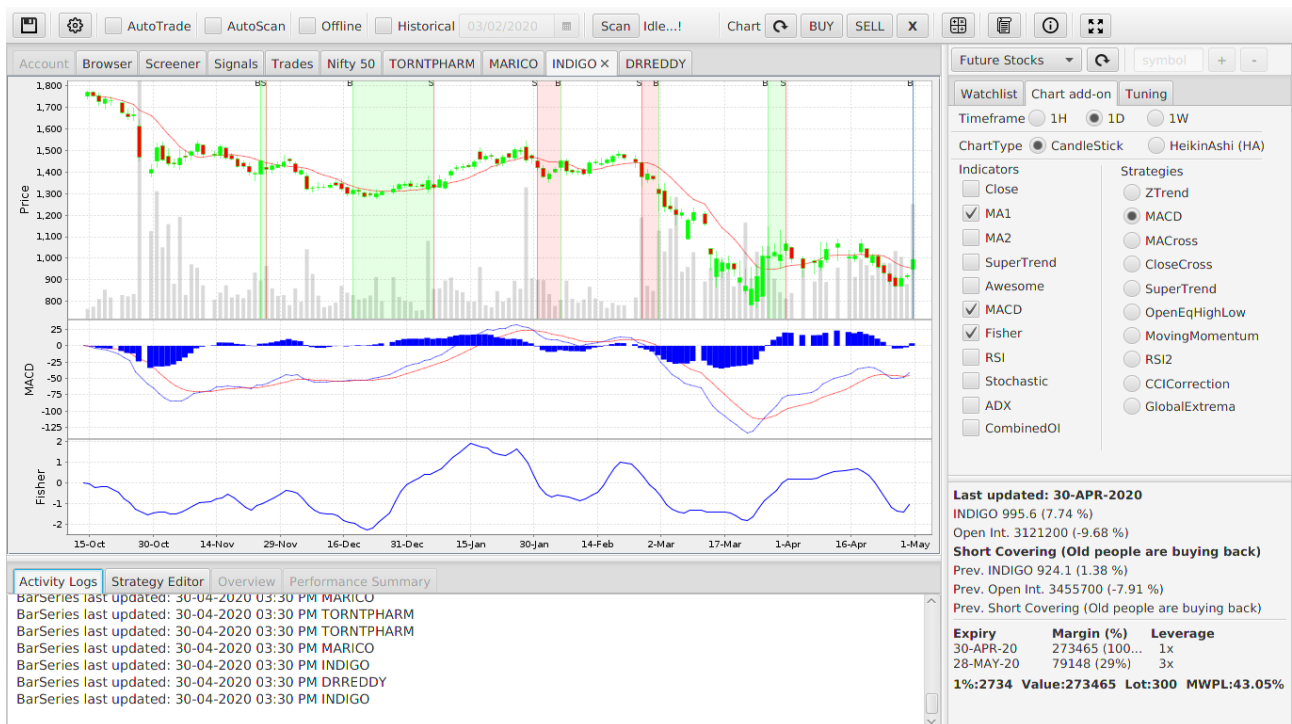 AutoTrade AutoScan Offline Historical 03/02/2020 Scan Idle...! Chart BUY SELL X
Account Browser Screener Signals Trades Nifty 50 TORNTPHARM MARICO INDIGO × DRREDDY
B S B S S B S B B S B
Price
1,800
1,700
1,600
1,500
1,400
1,300
1,200
1,100
1,000
900
800
MACD
25
0
-25
-50
-75
-100
-125
Fisher
2
1
0
-1
-2
15-Oct 30-Oct 14-Nov 29-Nov 16-Dec 31-Dec 15-Jan 30-Jan 14-Feb 2-Mar 17-Mar 1-Apr 16-Apr 1-May
Activity Logs Strategy Editor Overview Performance Summary
BarSeries last updated: 30-04-2020 03:30 PM MARICO
BarSeries last updated: 30-04-2020 03:30 PM TORNTPHARM
BarSeries last updated: 30-04-2020 03:30 PM TORNTPHARM
BarSeries last updated: 30-04-2020 03:30 PM MARICO
BarSeries last updated: 30-04-2020 03:30 PM INDIGO
BarSeries last updated: 30-04-2020 03:30 PM DRREDDY
BarSeries last updated: 30-04-2020 03:30 PM INDIGO
Future Stocks symbol + -
Watchlist Chart add-on Tuning
Timeframe 1H 1D 1W
ChartType CandleStick HeikinAshi (HA)
Indicators
Close
MA1
MA2
SuperTrend
Awesome
MACD
Fisher
RSI
Stochastic
ADX
CombinedOI
Strategies
ZTrend
MACD
MACross
CloseCross
SuperTrend
OpenEqHighLow
MovingMomentum
RSI2
CCICorrection
GlobalExtrema
Last updated: 30-APR-2020
INDIGO 995.6 (7.74 %)
Open Int. 3121200 (-9.68 %)
Short Covering (Old people are buying back)
Prev. INDIGO 924.1 (1.38 %)
Prev. Open Int. 3455700 (-7.91 %)
Prev. Short Covering (Old people are buying back)
Expiry Margin (%) Leverage
30-APR-20 273465 (100... 1x
28-MAY-20 79148 (29%) 3x
1%:2734 Value:273465 Lot:300 MWPL:43.05%